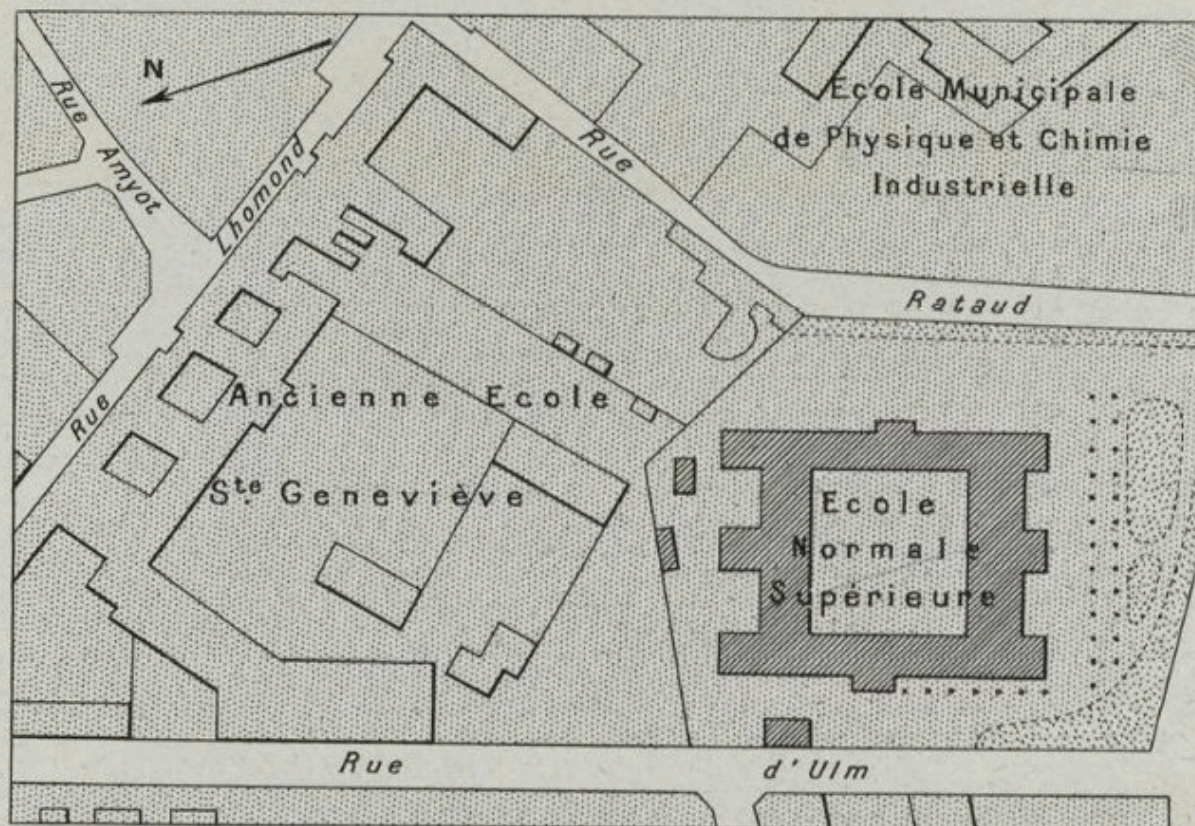 N
Rue Amyot
Rue Lhomond
Rue Rataud
Ecole Municipale
de Physique et Chimie
Industrielle
Ancienne Ecole
Ste. Geneviève
Ecole
Normale
Supérieure
Rue d'Ulm